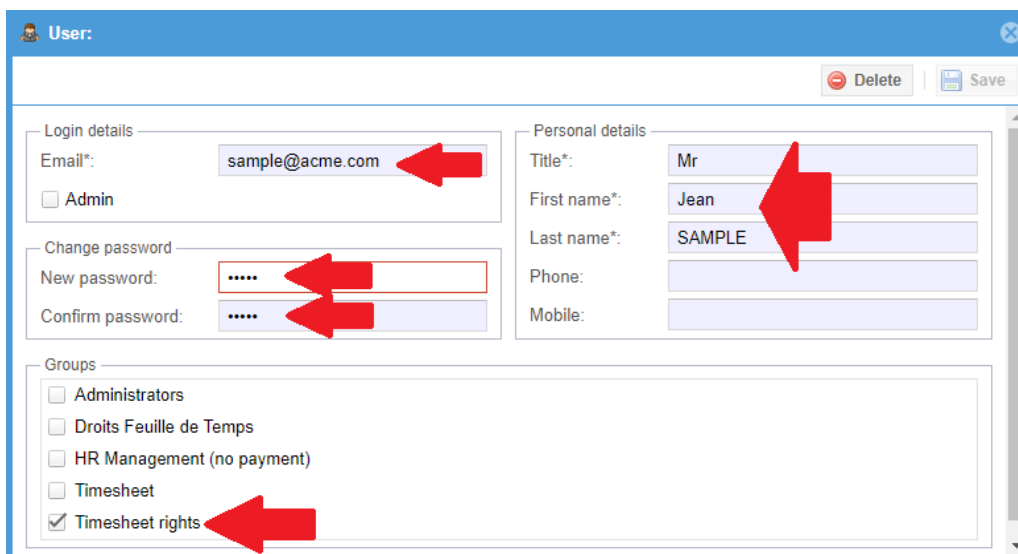 User:
Delete
Save
Login details
Email*: sample@acme.com
Admin
Change password
New password: •••••
Confirm password: •••••
Personal details
Title*: Mr
First name*: Jean
Last name*: SAMPLE
Phone:
Mobile:
Groups
Administrators
Droits Feuille de Temps
HR Management (no payment)
Timesheet
Timesheet rights